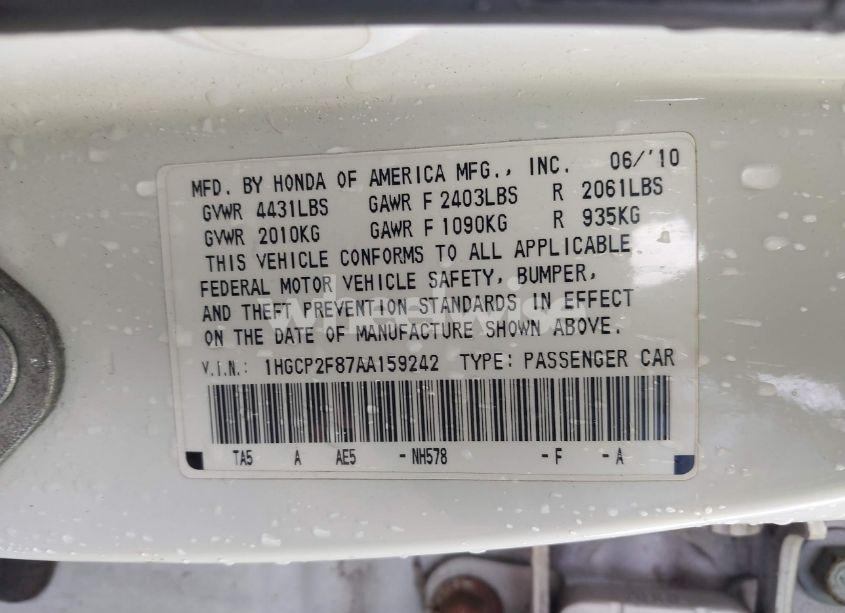 MFD. BY HONDA OF AMERICA MFG., INC. 06/'10
GVWR 4431LBS GAWR F 2403LBS R 2061LBS
GVWR 2010KG GAWR F 1090KG R 935KG
THIS VEHICLE CONFORMS TO ALL APPLICABLE
FEDERAL MOTOR VEHICLE SAFETY, BUMPER,
AND THEFT PREVENTION STANDARDS IN EFFECT
ON THE DATE OF MANUFACTURE SHOWN ABOVE.
V.I.N.: 1HGCP2F87AA159242 TYPE: PASSENGER CAR
TA5 A AE5 -NH578 -F -A